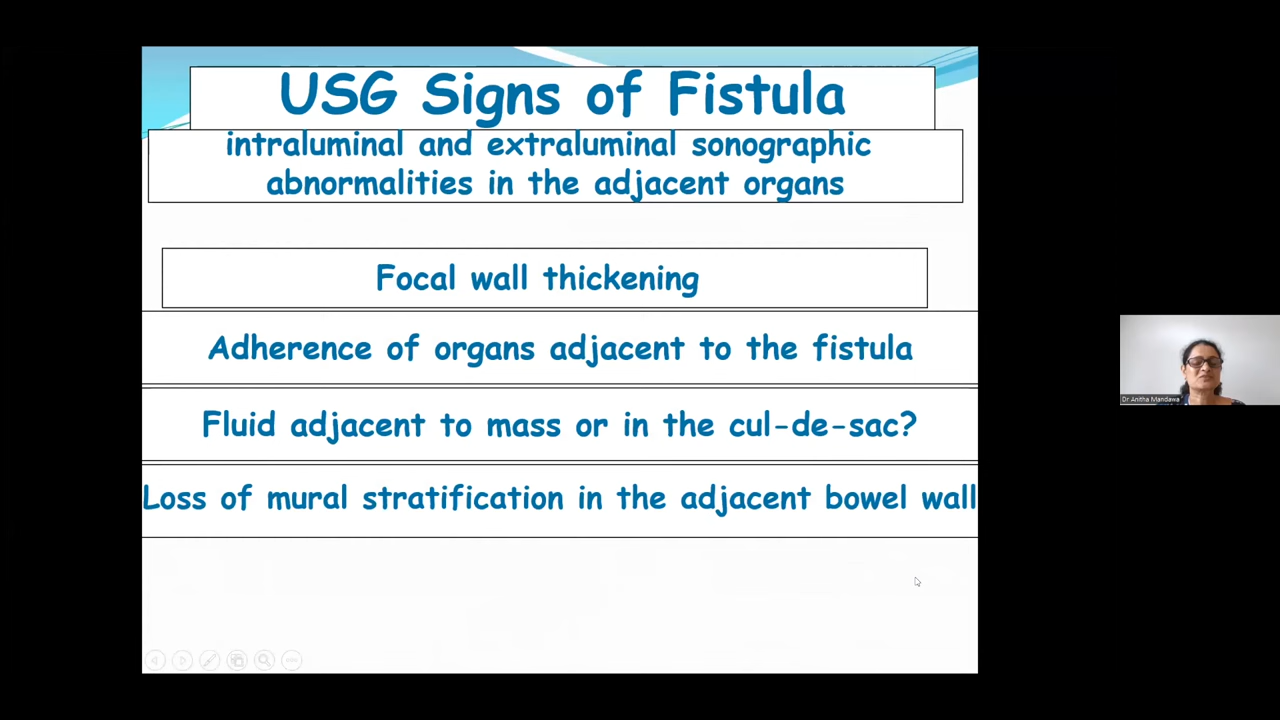 USG Signs of Fistula
intraluminal and extraluminal sonographic
abnormalities in the adjacent organs
Focal wall thickening
Adherence of organs adjacent to the fistula
Fluid adjacent to mass or in the cul-de-sac?
Loss of mural stratification in the adjacent bowel wall
Dr Anitha Mandawa